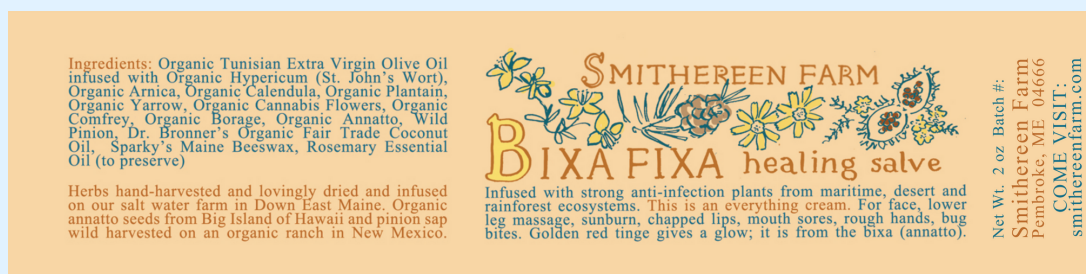 Ingredients: Organic Tunisian Extra Virgin Olive Oil
infused with Organic Hypericum (St. John's Wort),
Organic Arnica, Organic Calendula, Organic Plantain,
Organic Yarrow, Organic Cannabis Flowers, Organic
Comfrey, Organic Borage, Organic Annatto, Wild
Pinion, Dr. Bronner's Organic Fair Trade Coconut
Oil, Sparky's Maine Beeswax, Rosemary Essential
Oil (to preserve)
Herbs hand-harvested and lovingly dried and infused
on our salt water farm in Down East Maine. Organic
annatto seeds from Big Island of Hawaii and pinion sap
wild harvested on an organic ranch in New Mexico.
SMITHEREEN FARM
BIXA FIXA healing salve
Infused with strong anti-infection plants from maritime, desert and
rainforest ecosystems. This is an everything cream. For face, lower
leg massage, sunburn, chapped lips, mouth sores, rough hands, bug
bites. Golden red tinge gives a glow; it is from the bixa (annatto).
Net Wt. 2 oz Batch #:
Smithereen Farm
Pembroke, ME 04666
COME VISIT:
smithereenfarm.com